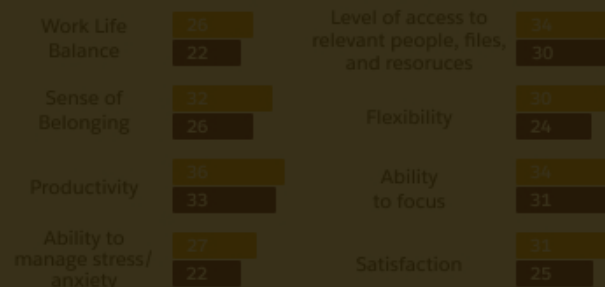 Work Life
Balance
26
22
Level of access to
relevant people, files,
and resoruces
34
30
Sense of
Belonging
32
26
Flexibility
30
24
Productivity
36
33
Ability
to focus
34
31
Ability to
manage stress/
anxiety
27
22
Satisfaction
31
25